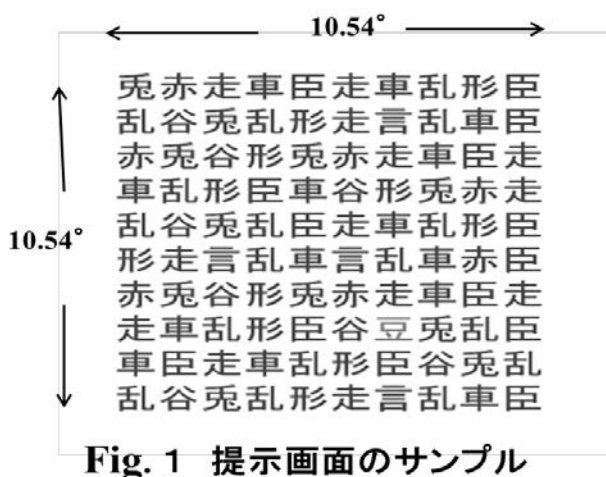 10.54°
兎赤走車臣走車乱形臣
乱谷兎乱形走言乱車臣
赤兎谷形兎赤走車臣走
車乱形臣車谷形兎赤走
乱谷兎乱臣走車乱形臣
10.54°
形走言乱車言乱車赤臣
赤兎谷形兎赤走車臣走
走車乱形臣谷豆兎乱臣
車臣走車乱形臣谷兎乱
乱谷兎乱形走言乱車臣
Fig. 1 提示画面のサンプル